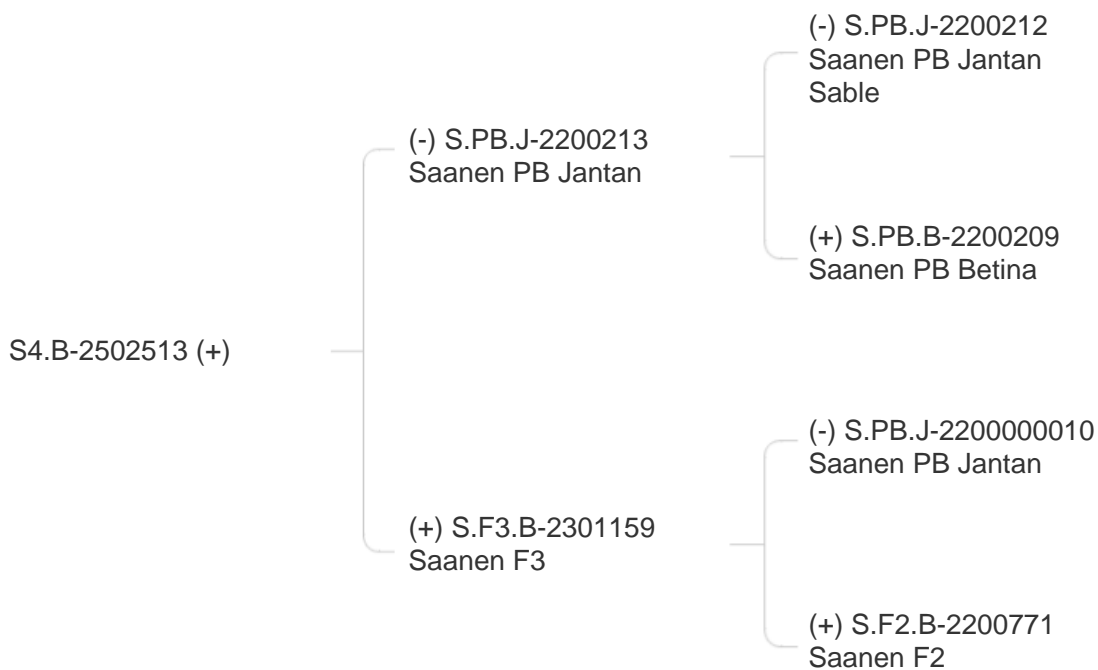 (-) S.PB.J-2200212
Saanen PB Jantan
Sable
(-) S.PB.J-2200213
Saanen PB Jantan
(+) S.PB.B-2200209
Saanen PB Betina
S4.B-2502513 (+)
(-) S.PB.J-2200000010
Saanen PB Jantan
(+) S.F3.B-2301159
Saanen F3
(+) S.F2.B-2200771
Saanen F2